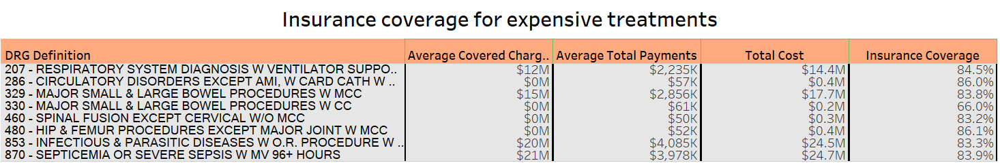 Insurance coverage for expensive treatments
DRG Definition Average Covered Charg.. Average Total Payments Total Cost Insurance Coverage
207 - RESPIRATORY SYSTEM DIAGNOSIS W VENTILATOR SUPPO.. $12M $2,235K $14.4M 84.5%
286 - CIRCULATORY DISORDERS EXCEPT AMI, W CARD CATH W .. $0M $57K $0.4M 86.0%
329 - MAJOR SMALL & LARGE BOWEL PROCEDURES W MCC $15M $2,856K $17.7M 83.8%
330 - MAJOR SMALL & LARGE BOWEL PROCEDURES W CC $0M $61K $0.2M 66.0%
460 - SPINAL FUSION EXCEPT CERVICAL W/O MCC $0M $50K $0.3M 83.2%
480 - HIP & FEMUR PROCEDURES EXCEPT MAJOR JOINT W MCC $0M $52K $0.4M 86.1%
853 - INFECTIOUS & PARASITIC DISEASES W O.R. PROCEDURE W .. $20M $4,085K $24.5M 83.3%
870 - SEPTICEMIA OR SEVERE SEPSIS W MV 96+ HOURS $21M $3,978K $24.7M 83.9%